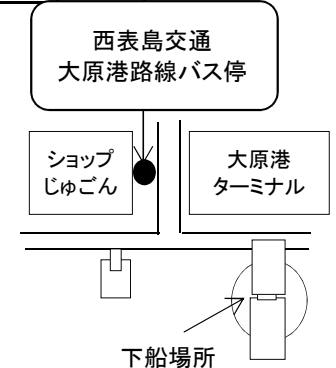 西表島交通
大原港路線バス停
ショップ
じゅごん
大原港
ターミナル
下船場所